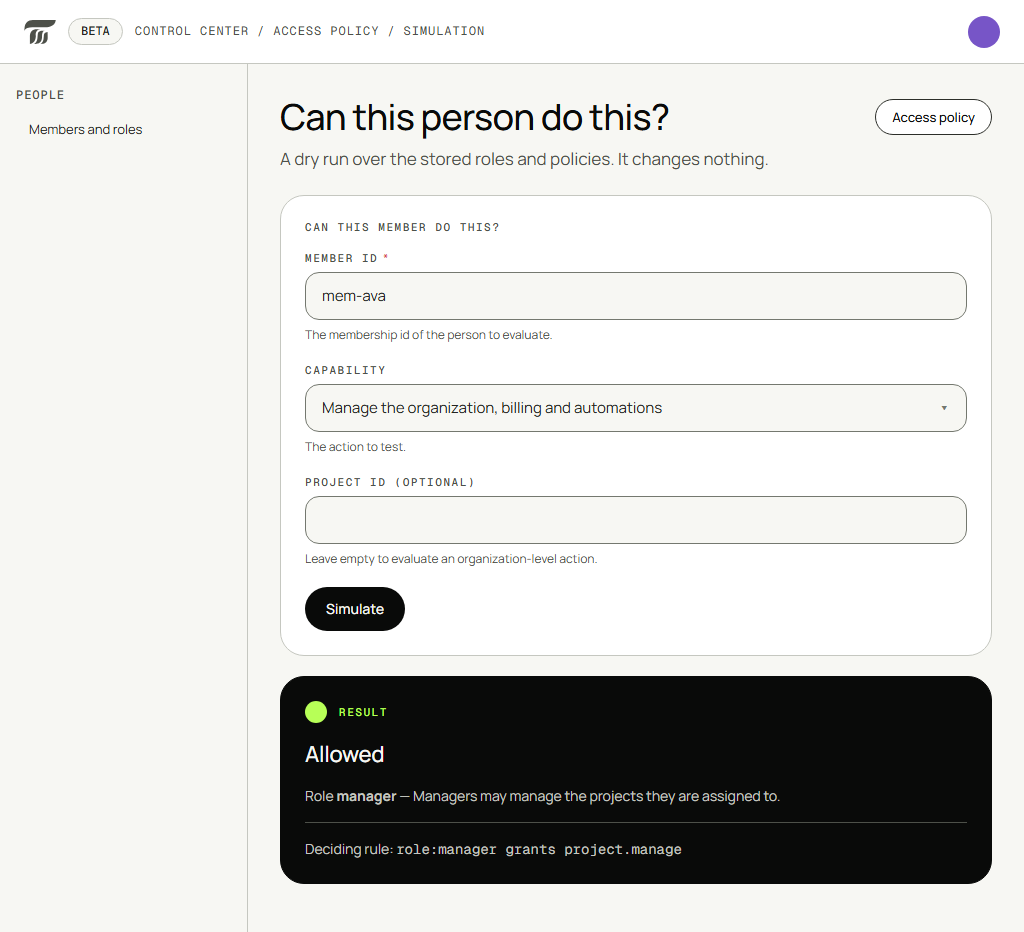 BETA
CONTROL CENTER / ACCESS POLICY / SIMULATION
PEOPLE
Members and roles
Can this person do this?
Access policy
A dry run over the stored roles and policies. It changes nothing.
CAN THIS MEMBER DO THIS?
MEMBER ID *
mem-ava
The membership id of the person to evaluate.
CAPABILITY
Manage the organization, billing and automations
The action to test.
PROJECT ID (OPTIONAL)
Leave empty to evaluate an organization-level action.
Simulate
RESULT
Allowed
Role manager — Managers may manage the projects they are assigned to.
Deciding rule: role:manager grants project.manage